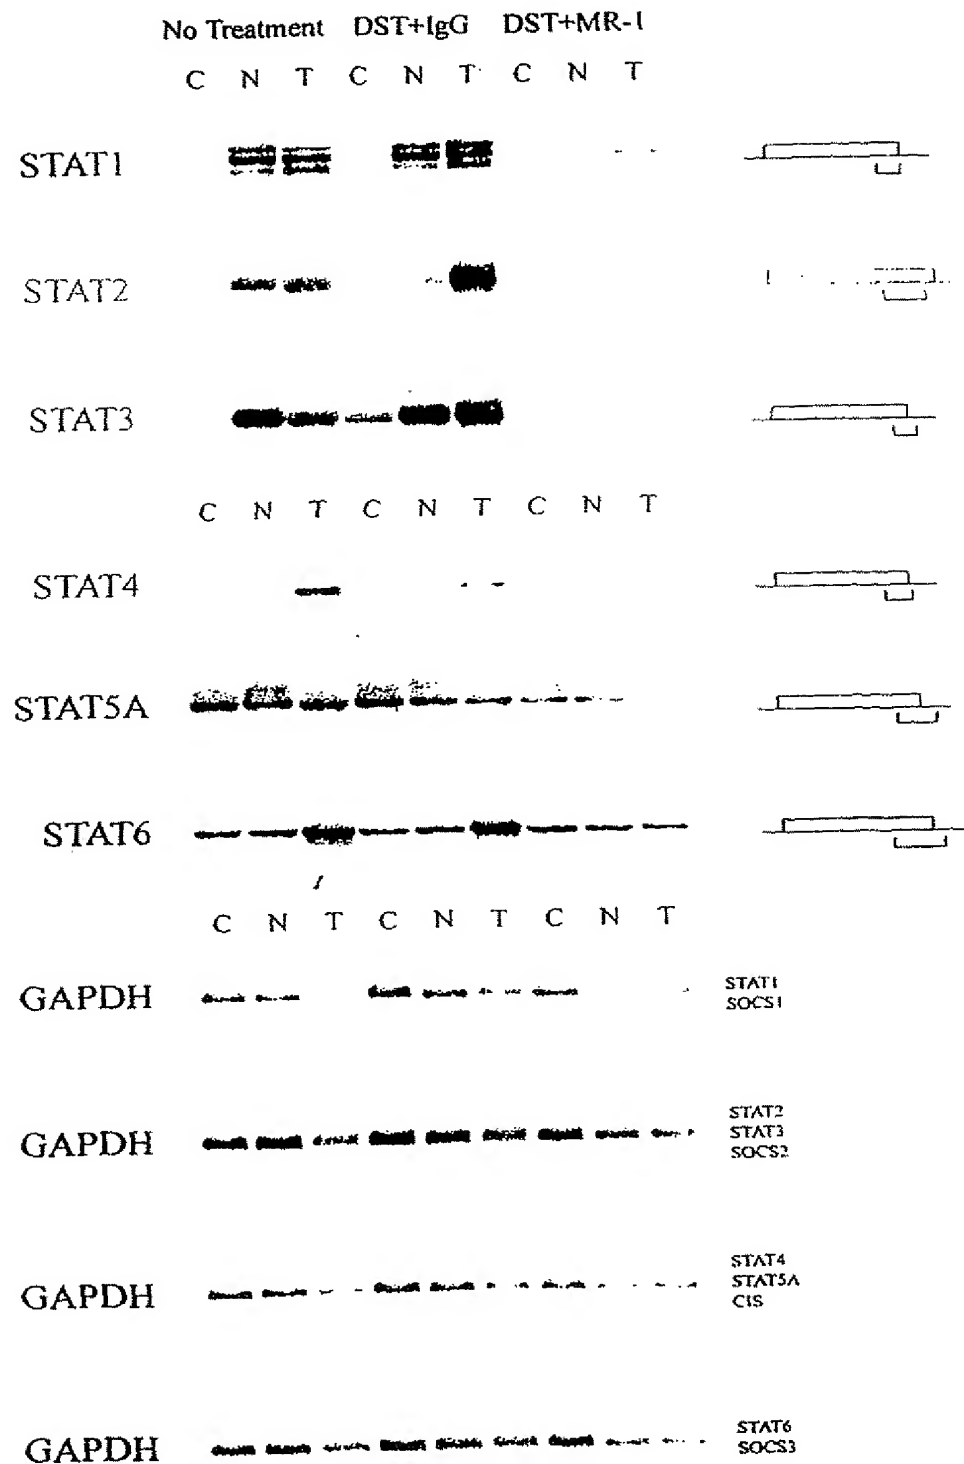 No Treatment DST+IgG DST+MR-1
C N T C N T C N T
STAT1
STAT2
STAT3
C N T C N T C N T
STAT4
STAT5A
STAT6
C N T C N T C N T
GAPDH STAT1
SOCS1
GAPDH STAT2
STAT3
SOCS2
GAPDH STAT4
STAT5A
CIS
GAPDH STAT6
SOCS3